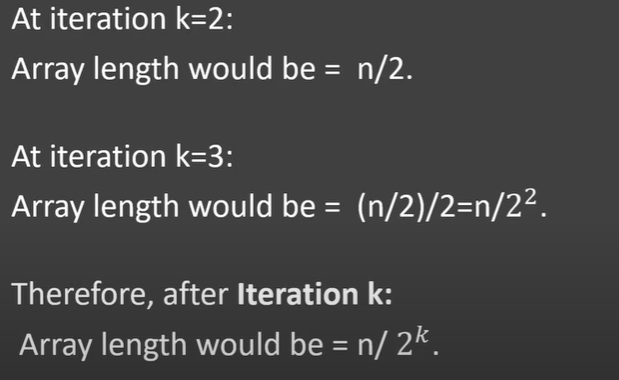 At iteration k=2:
Array length would be = n/2.
At iteration k=3:
Array length would be = (n/2)/2=n/2².
Therefore, after Iteration k:
Array length would be = n/ 2ᵏ.